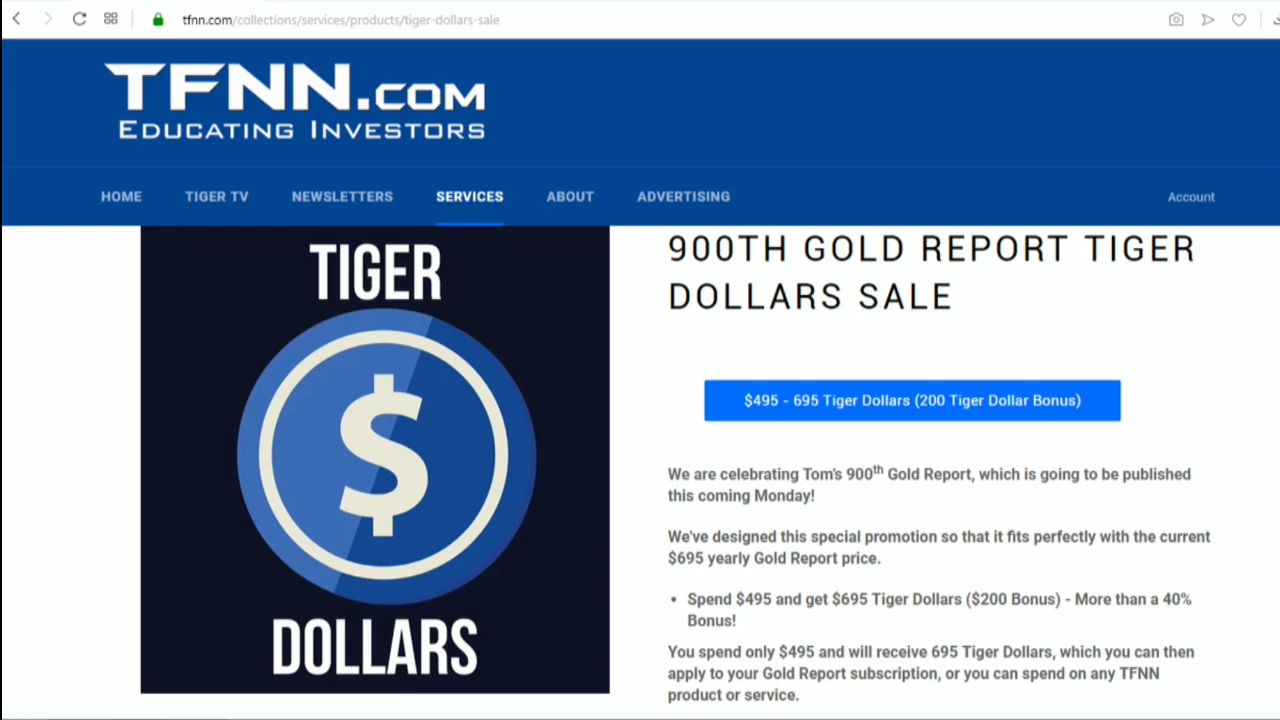 tfnn.com/collections/services/products/tiger-dollars-sale
TFNN.COM
EDUCATING INVESTORS
HOME TIGER TV NEWSLETTERS SERVICES ABOUT ADVERTISING Account
TIGER
$
DOLLARS
900TH GOLD REPORT TIGER
DOLLARS SALE
$495 - 695 Tiger Dollars (200 Tiger Dollar Bonus)
We are celebrating Tom's 900th Gold Report, which is going to be published
this coming Monday!
We've designed this special promotion so that it fits perfectly with the current
$695 yearly Gold Report price.
• Spend $495 and get $695 Tiger Dollars ($200 Bonus) - More than a 40%
Bonus!
You spend only $495 and will receive 695 Tiger Dollars, which you can then
apply to your Gold Report subscription, or you can spend on any TFNN
product or service.